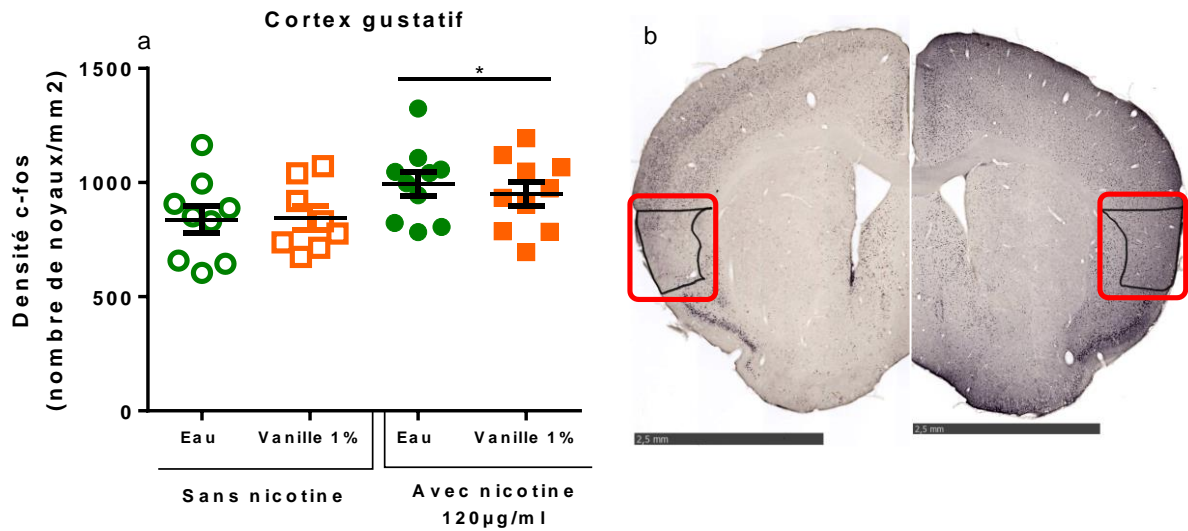 Cortex gustatif
a
Densité c-fos
(nombre de noyaux/mm2)
1500
*
1000
500
0
Eau
Vanille 1%
Eau
Vanille 1%
Sans nicotine
Avec nicotine
120µg/ml
b
2,5 mm
2,5 mm